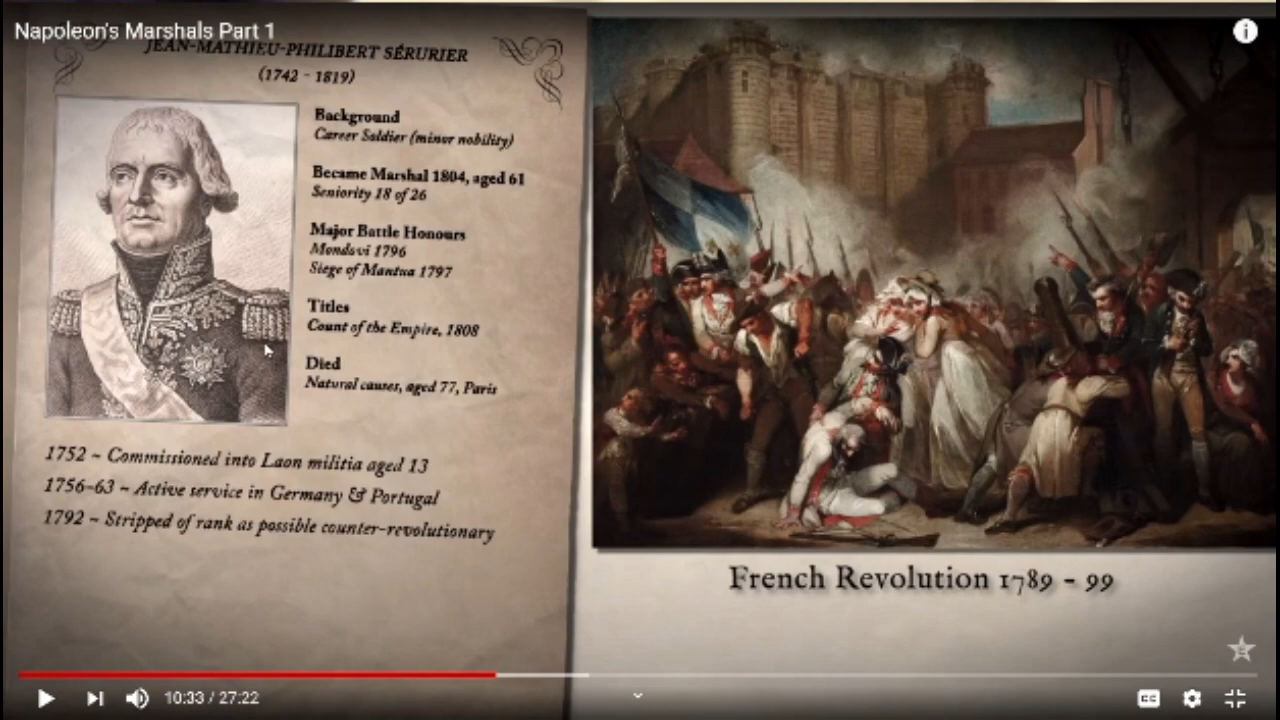 Napoleon's Marshals Part 1
JEAN-MATHIEU-PHILIBERT SÉRURIER
(1742 - 1819)
Background
Career Soldier (minor nobility)
Became Marshal 1804, aged 61
Seniority 18 of 26
Major Battle Honours
Mondovi 1796
Siege of Mantua 1797
Titles
Count of the Empire, 1808
Died
Natural causes, aged 77, Paris
1752 ~ Commissioned into Laon militia aged 13
1756-63 ~ Active service in Germany & Portugal
1792 ~ Stripped of rank as possible counter-revolutionary
French Revolution 1789 - 99
10:33 / 27:22
CC